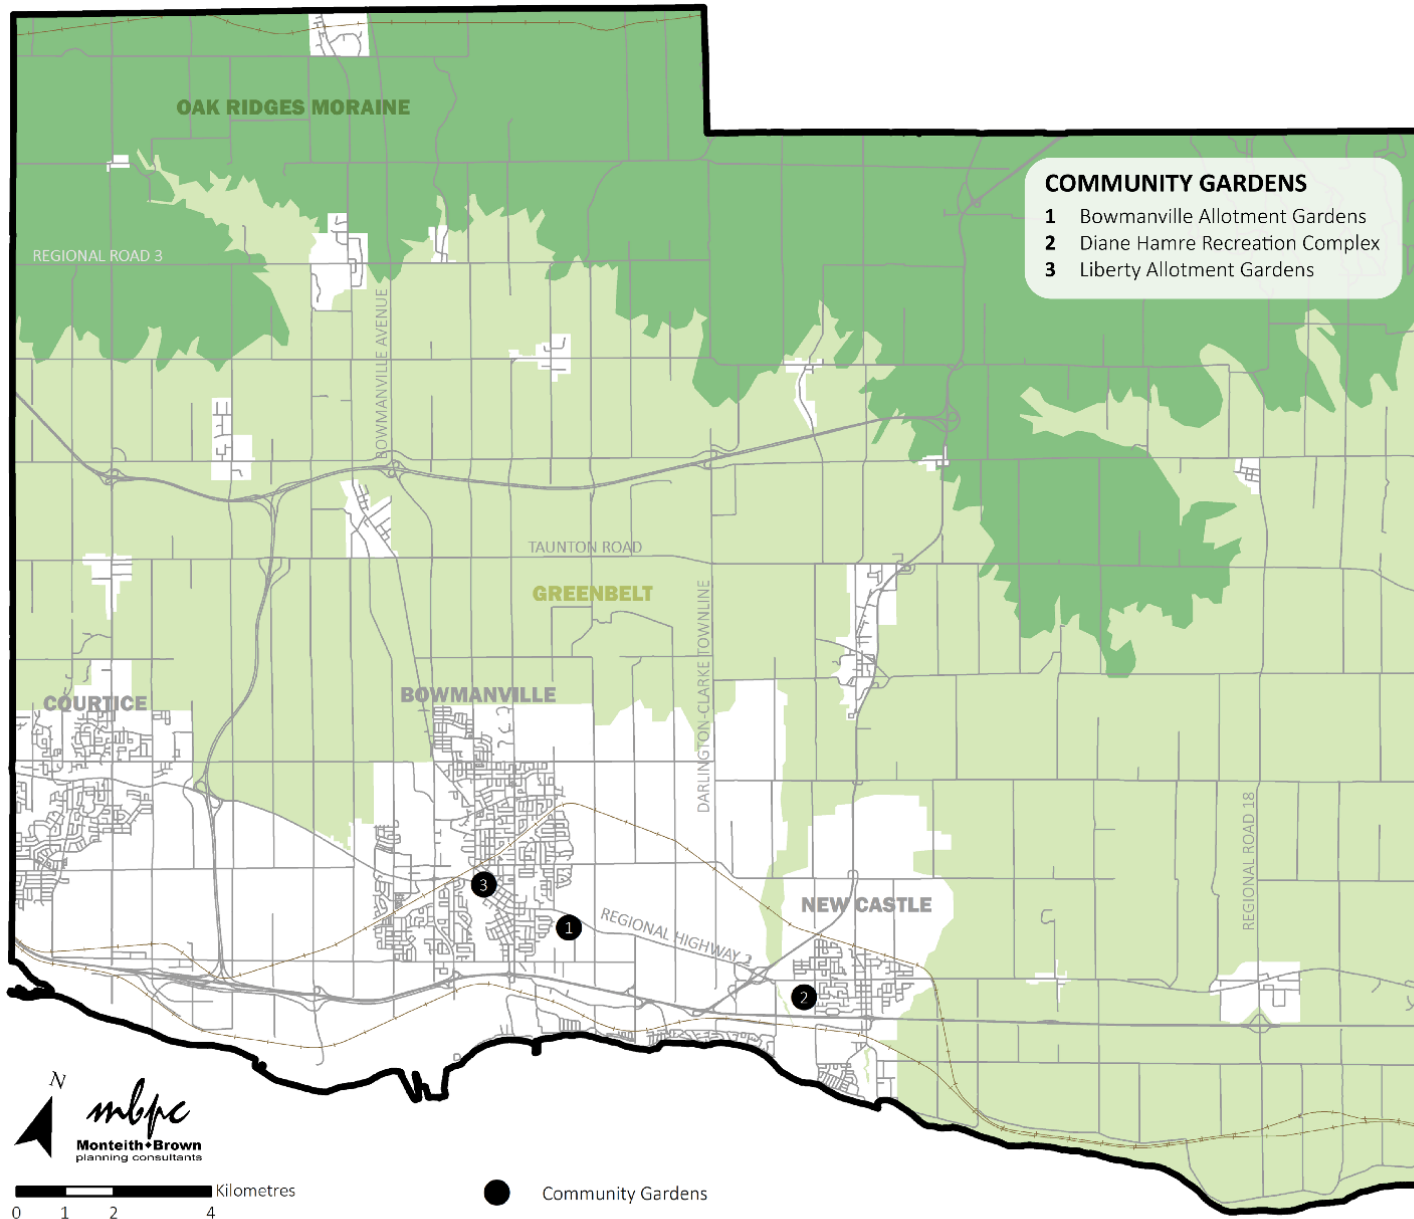 OAK RIDGES MORAINE
COMMUNITY GARDENS
1 Bowmanville Allotment Gardens
2 Diane Hamre Recreation Complex
3 Liberty Allotment Gardens
REGIONAL ROAD 3
BOWMANVILLE AVENUE
TAUNTON ROAD
GREENBELT
DARLINGTON-CLARKE TOWNLINE
COURTICE
BOWMANVILLE
REGIONAL ROAD 18
3
NEW CASTLE
1
REGIONAL HIGHWAY 2
2
N
mbpc
Monteith+Brown
planning consultants
Kilometres
0 1 2 4
Community Gardens